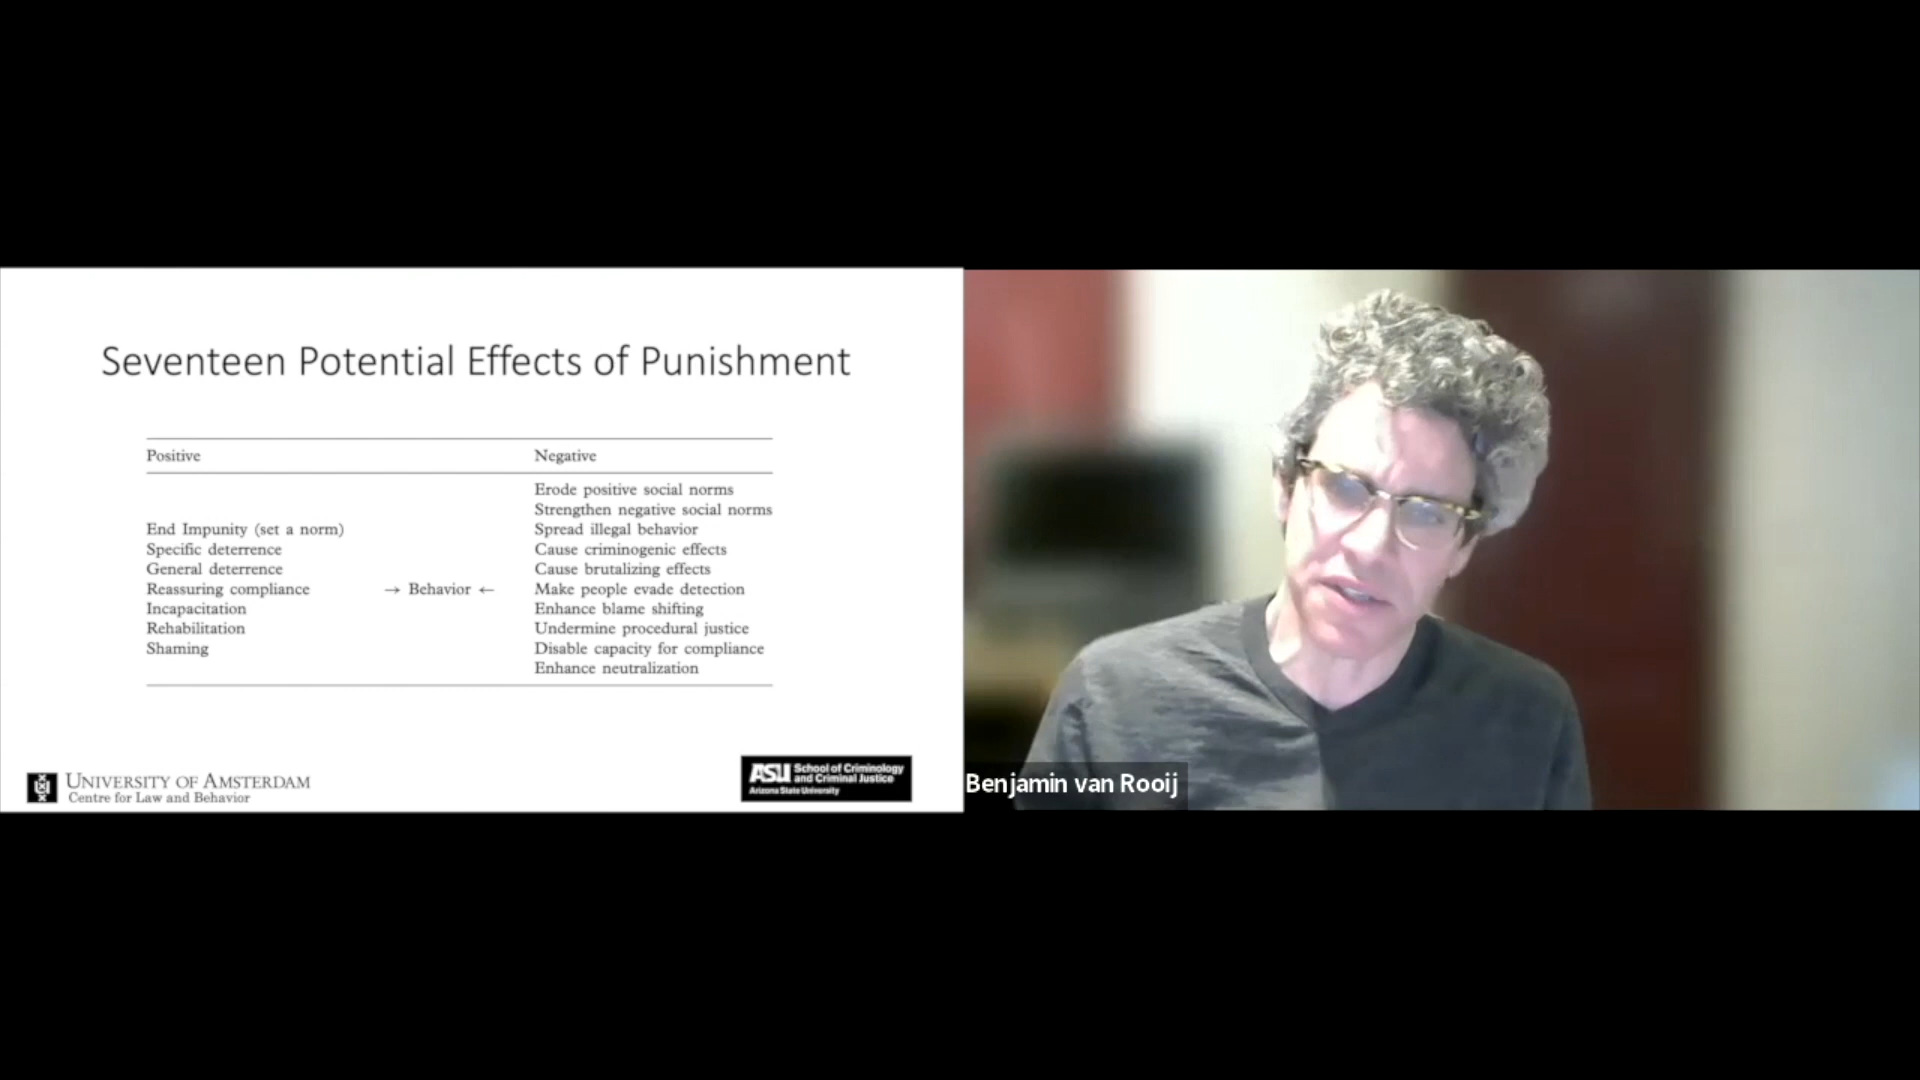 Seventeen Potential Effects of Punishment
Positive
Negative
Erode positive social norms
Strengthen negative social norms
End Impunity (set a norm)
Spread illegal behavior
Specific deterrence
Cause criminogenic effects
General deterrence
Cause brutalizing effects
Reassuring compliance
→ Behavior ←
Make people evade detection
Incapacitation
Enhance blame shifting
Rehabilitation
Undermine procedural justice
Shaming
Disable capacity for compliance
Enhance neutralization
UNIVERSITY OF AMSTERDAM
Centre for Law and Behavior
ASU School of Criminology
and Criminal Justice
Arizona State University
Benjamin van Rooij